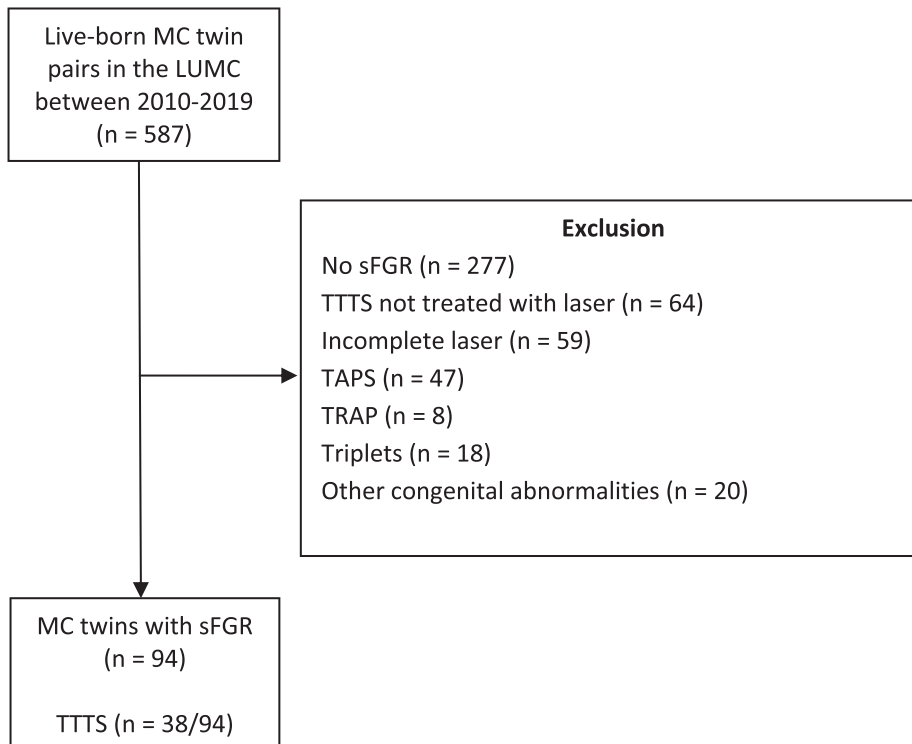 Live-born MC twin
pairs in the LUMC
between 2010-2019
(n = 587)
Exclusion
No sFGR (n = 277)
TTTS not treated with laser (n = 64)
Incomplete laser (n = 59)
TAPS (n = 47)
TRAP (n = 8)
Triplets (n = 18)
Other congenital abnormalities (n = 20)
MC twins with sFGR
(n = 94)
TTTS (n = 38/94)